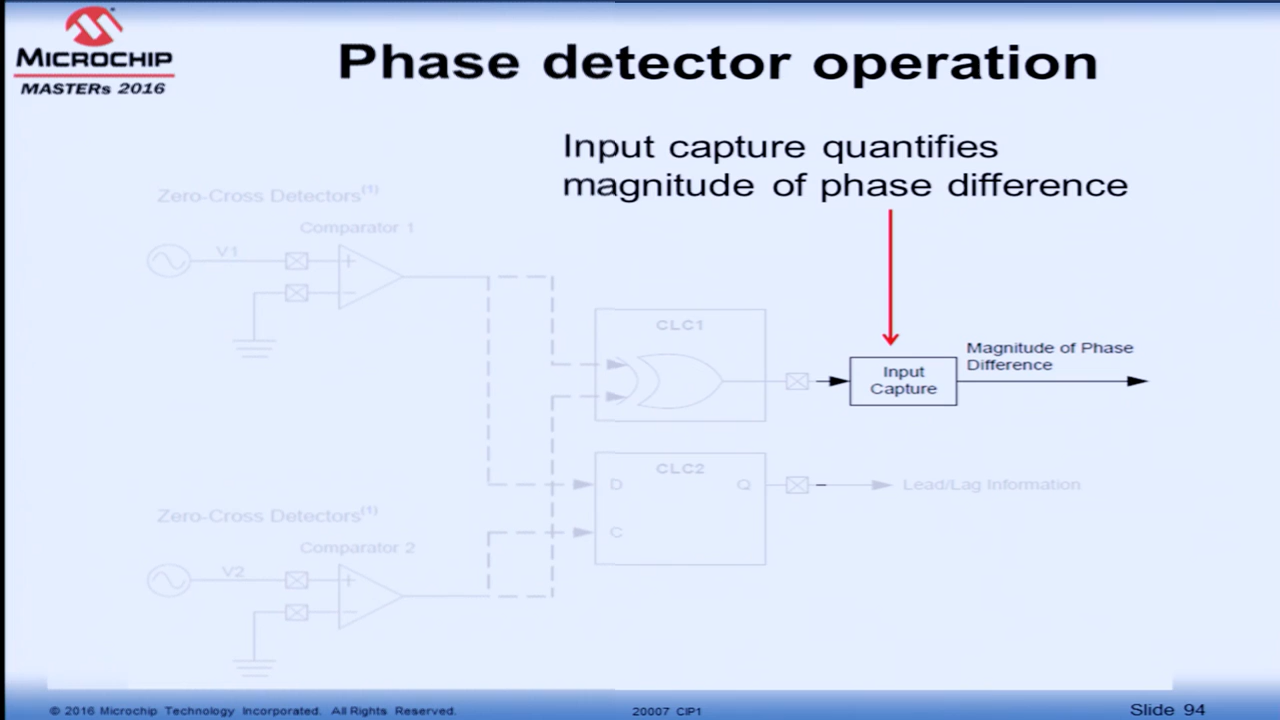 MICROCHIP
MASTERs 2016
Phase detector operation
Input capture quantifies
magnitude of phase difference
Zero-Cross Detectors(1)
Comparator 1
V1
+
−
CLC1
Input
Capture
Magnitude of Phase
Difference
CLC2
D
Q
C
Lead/Lag Information
Zero-Cross Detectors(1)
Comparator 2
V2
+
−
© 2016 Microchip Technology Incorporated. All Rights Reserved.
20007 CIP1
Slide 94